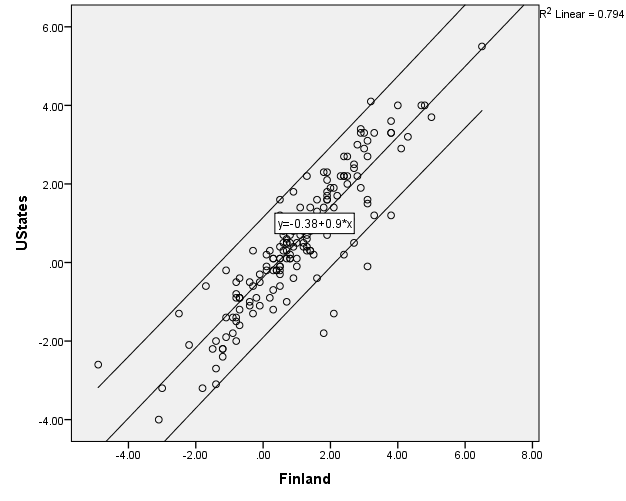 R2 Linear = 0.794
6.00
4.00
2.00
.00
-2.00
-4.00
UStates
y=-0.38+0.9*x
-4.00 -2.00 .00 2.00 4.00 6.00 8.00
Finland